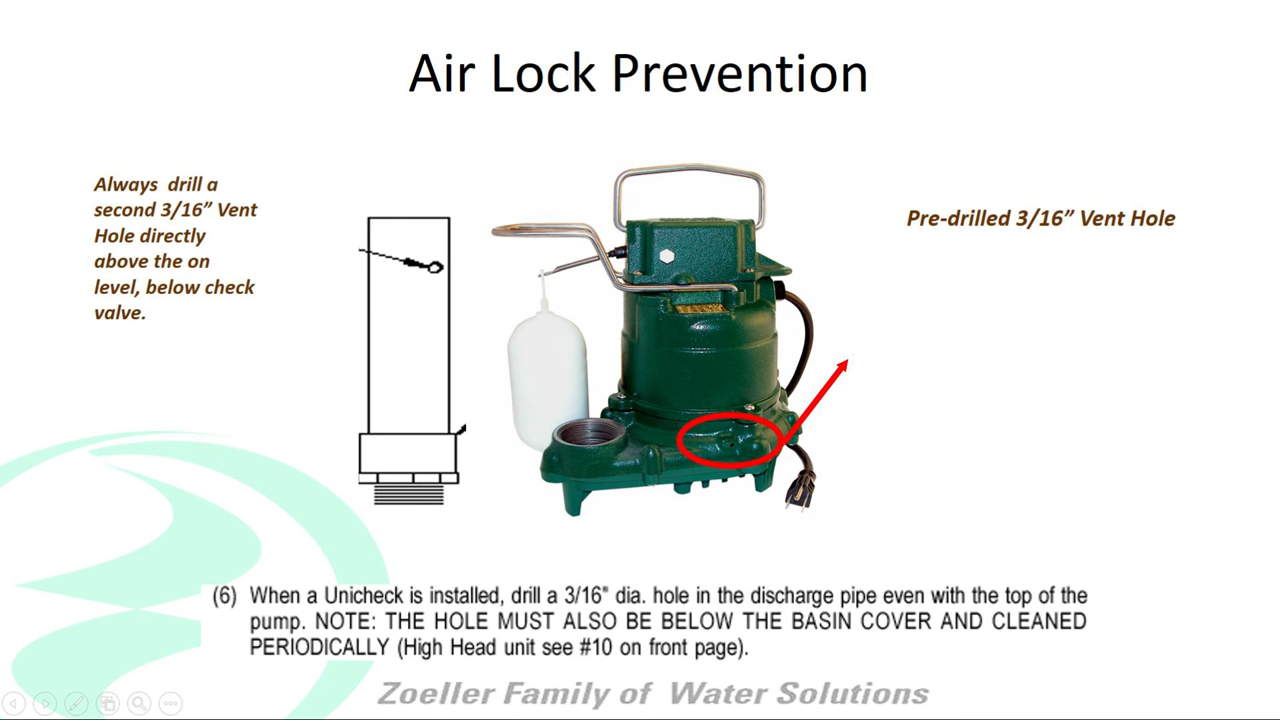 Air Lock Prevention
Always drill a
second 3/16” Vent
Hole directly
above the on
level, below check
valve.
Pre-drilled 3/16” Vent Hole
(6) When a Unicheck is installed, drill a 3/16" dia. hole in the discharge pipe even with the top of the
pump. NOTE: THE HOLE MUST ALSO BE BELOW THE BASIN COVER AND CLEANED
PERIODICALLY (High Head unit see #10 on front page).
Zoeller Family of Water Solutions